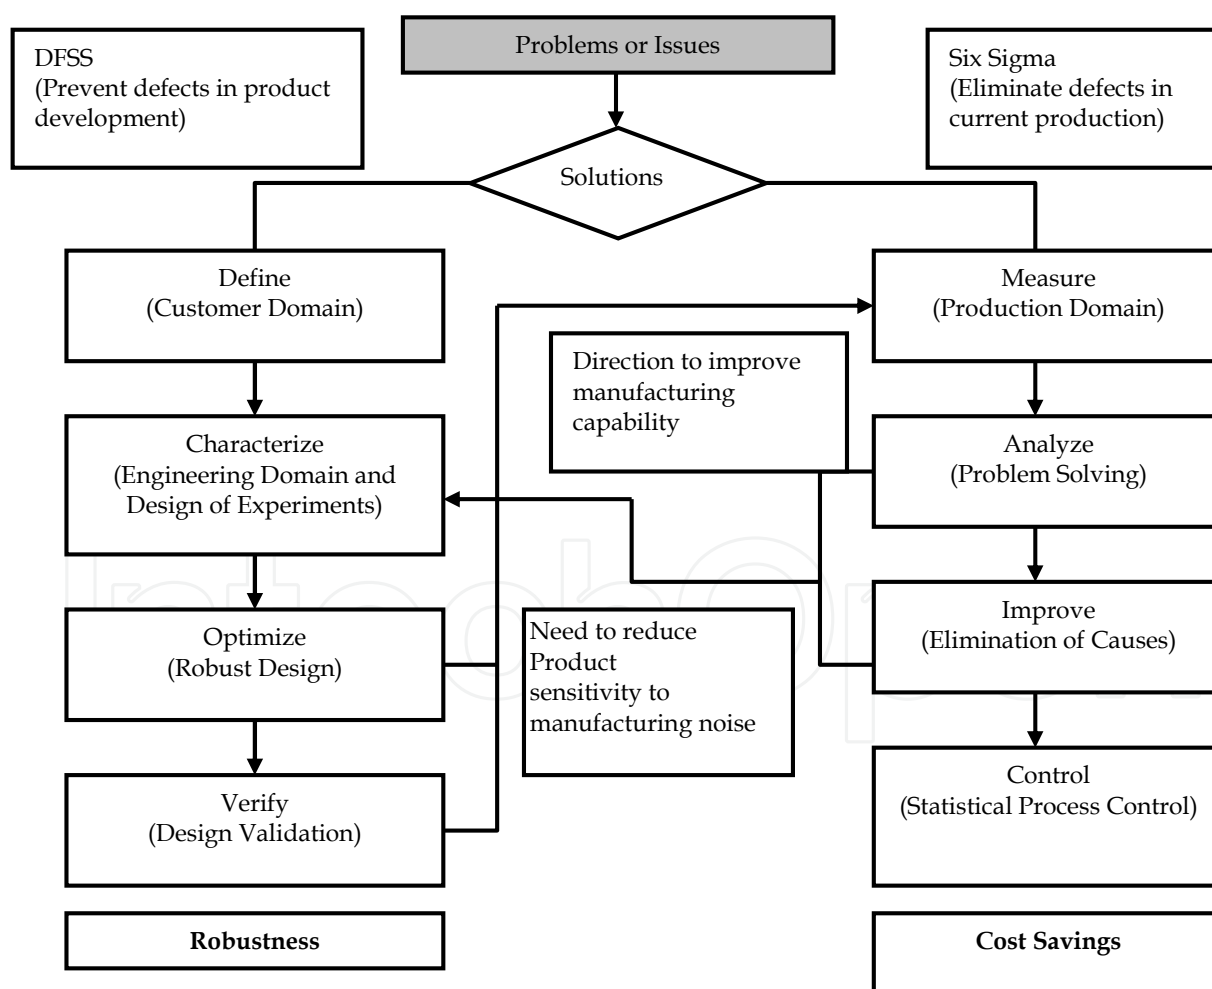 Problems or Issues
DFSS
(Prevent defects in product
development)
Six Sigma
(Eliminate defects in
current production)
Solutions
Define
(Customer Domain)
Measure
(Production Domain)
Direction to improve
manufacturing
capability
Characterize
(Engineering Domain and
Design of Experiments)
Analyze
(Problem Solving)
Optimize
(Robust Design)
Need to reduce
Product
sensitivity to
manufacturing noise
Improve
(Elimination of Causes)
Verify
(Design Validation)
Control
(Statistical Process Control)
Robustness
Cost Savings